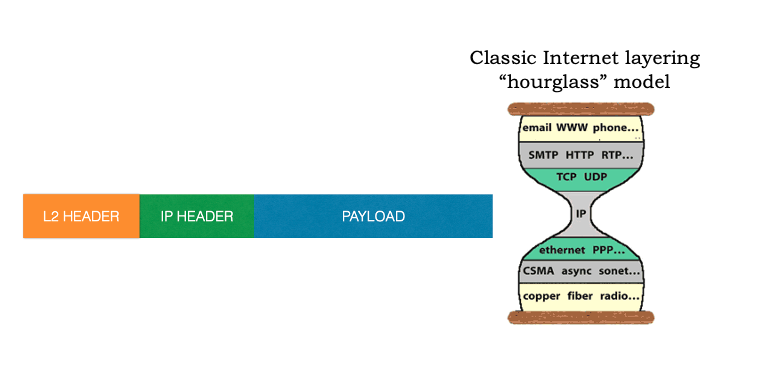 Classic Internet layering
“hourglass” model
email WWW phone...
SMTP HTTP RTP...
TCP UDP
IP
ethernet PPP...
CSMA async sonet...
copper fiber radio...
L2 HEADER IP HEADER PAYLOAD